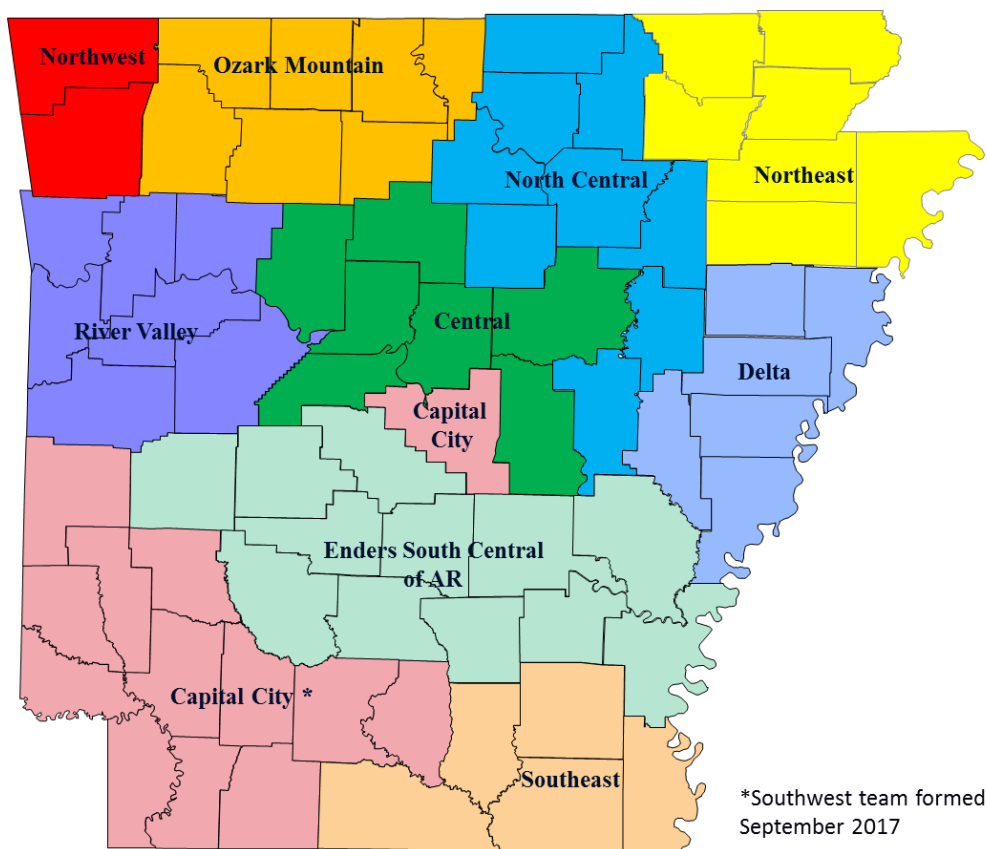 Northwest
Ozark Mountain
North Central
Northeast
River Valley
Central
Delta
Capital
City
Enders South Central
of AR
Capital City *
Southeast
*Southwest team formed
September 2017